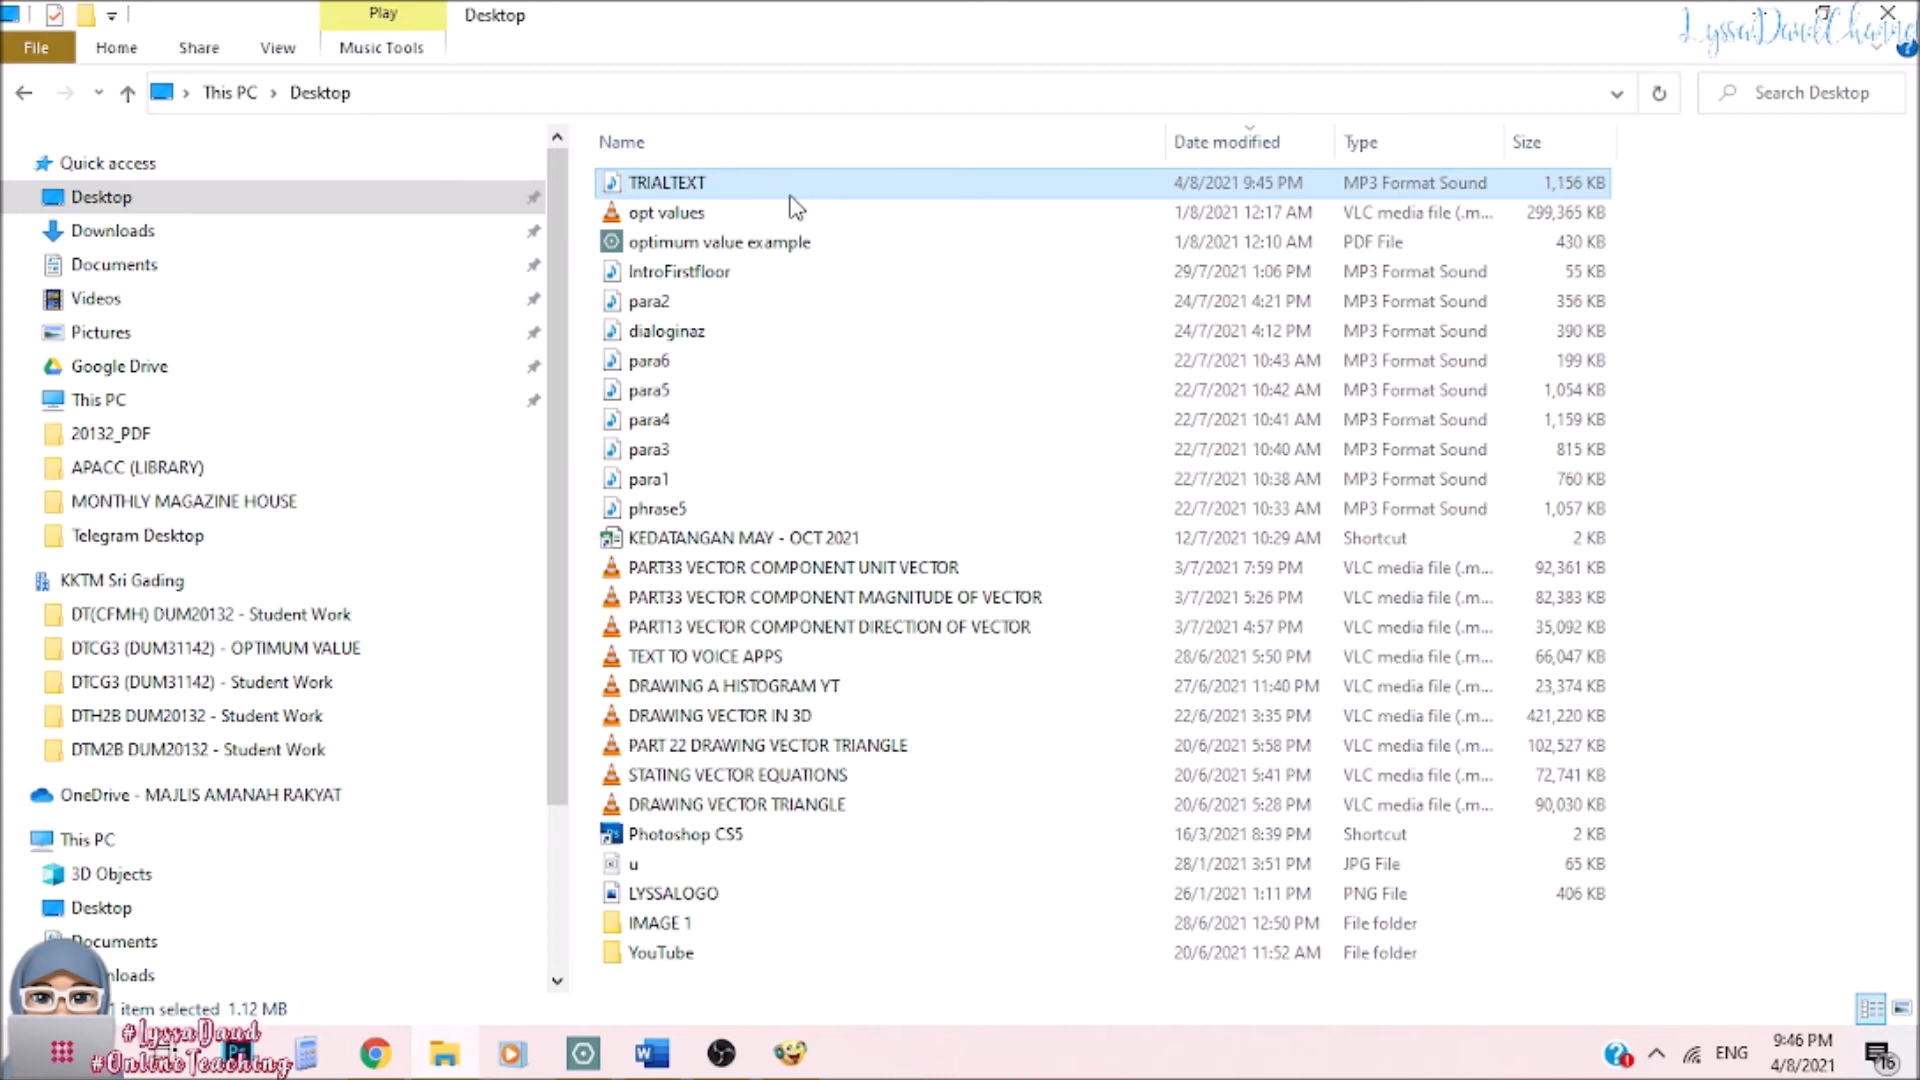 Play
Desktop
LyssaDaudChanne
File
Home
Share
View
Music Tools
This PC
Desktop
Search Desktop
Name
Date modified
Type
Size
Quick access
Desktop
Downloads
Documents
Videos
Pictures
Google Drive
This PC
20132_PDF
APACC (LIBRARY)
MONTHLY MAGAZINE HOUSE
Telegram Desktop
KKTM Sri Gading
DT(CFMH) DUM20132 - Student Work
DTCG3 (DUM31142) - OPTIMUM VALUE
DTCG3 (DUM31142) - Student Work
DTH2B DUM20132 - Student Work
DTM2B DUM20132 - Student Work
OneDrive - MAJLIS AMANAH RAKYAT
This PC
3D Objects
Desktop
Documents
nloads
TRIALTEXT 4/8/2021 9:45 PM MP3 Format Sound 1,156 KB
opt values 1/8/2021 12:17 AM VLC media file (.m... 299,365 KB
optimum value example 1/8/2021 12:10 AM PDF File 430 KB
IntroFirstfloor 29/7/2021 1:06 PM MP3 Format Sound 55 KB
para2 24/7/2021 4:21 PM MP3 Format Sound 356 KB
dialoginaz 24/7/2021 4:12 PM MP3 Format Sound 390 KB
para6 22/7/2021 10:43 AM MP3 Format Sound 199 KB
para5 22/7/2021 10:42 AM MP3 Format Sound 1,054 KB
para4 22/7/2021 10:41 AM MP3 Format Sound 1,159 KB
para3 22/7/2021 10:40 AM MP3 Format Sound 815 KB
para1 22/7/2021 10:38 AM MP3 Format Sound 760 KB
phrase5 22/7/2021 10:33 AM MP3 Format Sound 1,057 KB
KEDATANGAN MAY - OCT 2021 12/7/2021 10:29 AM Shortcut 2 KB
PART33 VECTOR COMPONENT UNIT VECTOR 3/7/2021 7:59 PM VLC media file (.m... 92,361 KB
PART33 VECTOR COMPONENT MAGNITUDE OF VECTOR 3/7/2021 5:26 PM VLC media file (.m... 82,383 KB
PART13 VECTOR COMPONENT DIRECTION OF VECTOR 3/7/2021 4:57 PM VLC media file (.m... 35,092 KB
TEXT TO VOICE APPS 28/6/2021 5:50 PM VLC media file (.m... 66,047 KB
DRAWING A HISTOGRAM YT 27/6/2021 11:40 PM VLC media file (.m... 23,374 KB
DRAWING VECTOR IN 3D 22/6/2021 3:35 PM VLC media file (.m... 421,220 KB
PART 22 DRAWING VECTOR TRIANGLE 20/6/2021 5:58 PM VLC media file (.m... 102,527 KB
STATING VECTOR EQUATIONS 20/6/2021 5:41 PM VLC media file (.m... 72,741 KB
DRAWING VECTOR TRIANGLE 20/6/2021 5:28 PM VLC media file (.m... 90,030 KB
Photoshop CS5 16/3/2021 8:39 PM Shortcut 2 KB
u 28/1/2021 3:51 PM JPG File 65 KB
LYSSALOGO 26/1/2021 1:11 PM PNG File 406 KB
IMAGE 1 28/6/2021 12:50 PM File folder
YouTube 20/6/2021 11:52 AM File folder
1 item selected 1.12 MB
#LyssaDaud
#OnlineTeaching
Ps
ENG
9:46 PM
4/8/2021
16